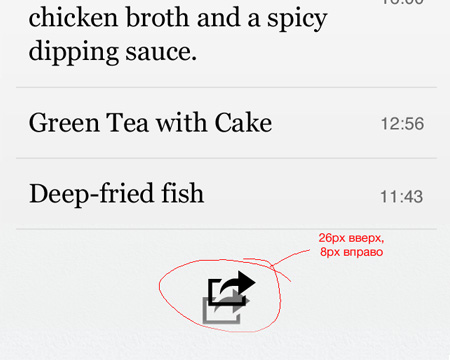 chicken broth and a spicy
dipping sauce.
Green Tea with Cake 12:56
Deep-fried fish 11:43
26px вверх,
8px вправо